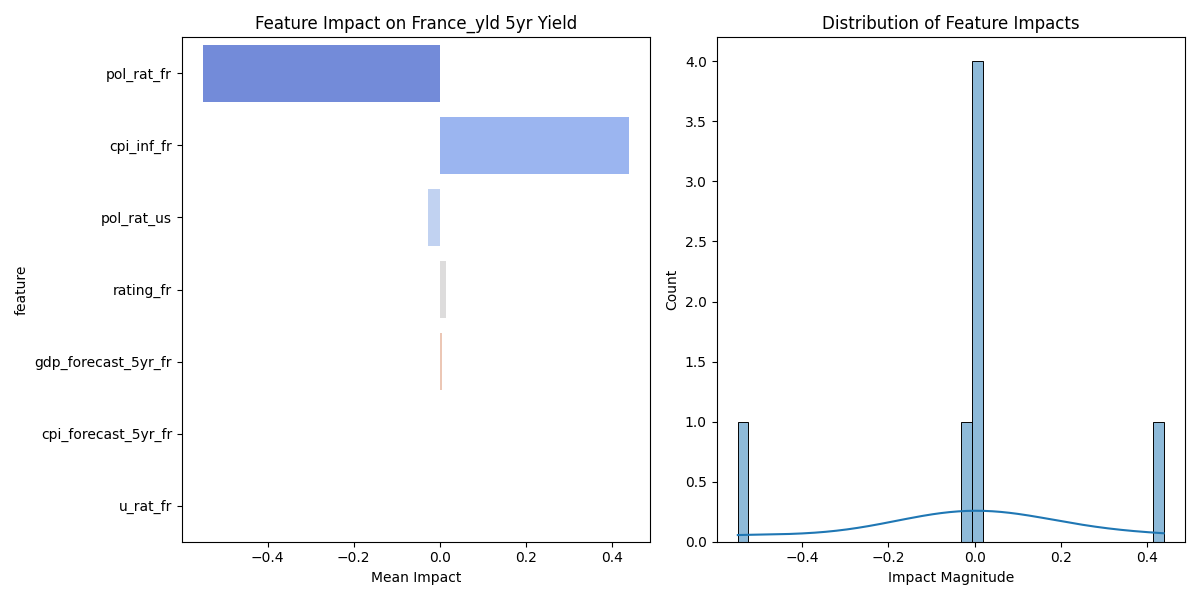 Feature Impact on France_yld 5yr Yield
feature
pol_rat_fr
cpi_inf_fr
pol_rat_us
rating_fr
gdp_forecast_5yr_fr
cpi_forecast_5yr_fr
u_rat_fr
−0.4 −0.2 0.0 0.2 0.4
Mean Impact
Distribution of Feature Impacts
Count
4.0
3.5
3.0
2.5
2.0
1.5
1.0
0.5
0.0
−0.4 −0.2 0.0 0.2 0.4
Impact Magnitude